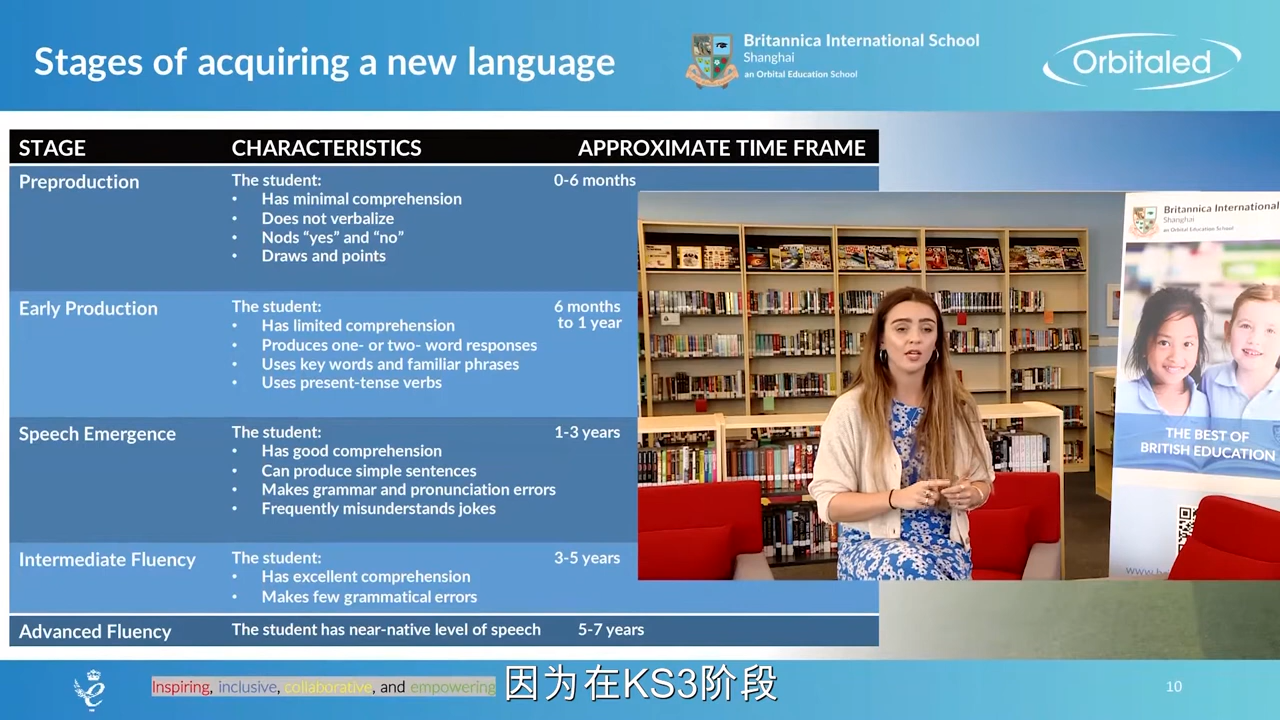 Stages of acquiring a new language
Britannica International School
Shanghai
an Orbital Education School
Orbitaled
STAGE CHARACTERISTICS APPROXIMATE TIME FRAME
Preproduction The student: 0-6 months
• Has minimal comprehension
• Does not verbalize
• Nods “yes” and “no”
• Draws and points
Early Production The student: 6 months
to 1 year
• Has limited comprehension
• Produces one- or two- word responses
• Uses key words and familiar phrases
• Uses present-tense verbs
Speech Emergence The student: 1-3 years
• Has good comprehension
• Can produce simple sentences
• Makes grammar and pronunciation errors
• Frequently misunderstands jokes
Intermediate Fluency The student: 3-5 years
• Has excellent comprehension
• Makes few grammatical errors
Advanced Fluency The student has near-native level of speech 5-7 years
Britannica International
Shanghai
an Orbital Education School
THE BEST OF
BRITISH EDUCATION
Inspiring, inclusive, collaborative, and empowering
因为在KS3阶段
10